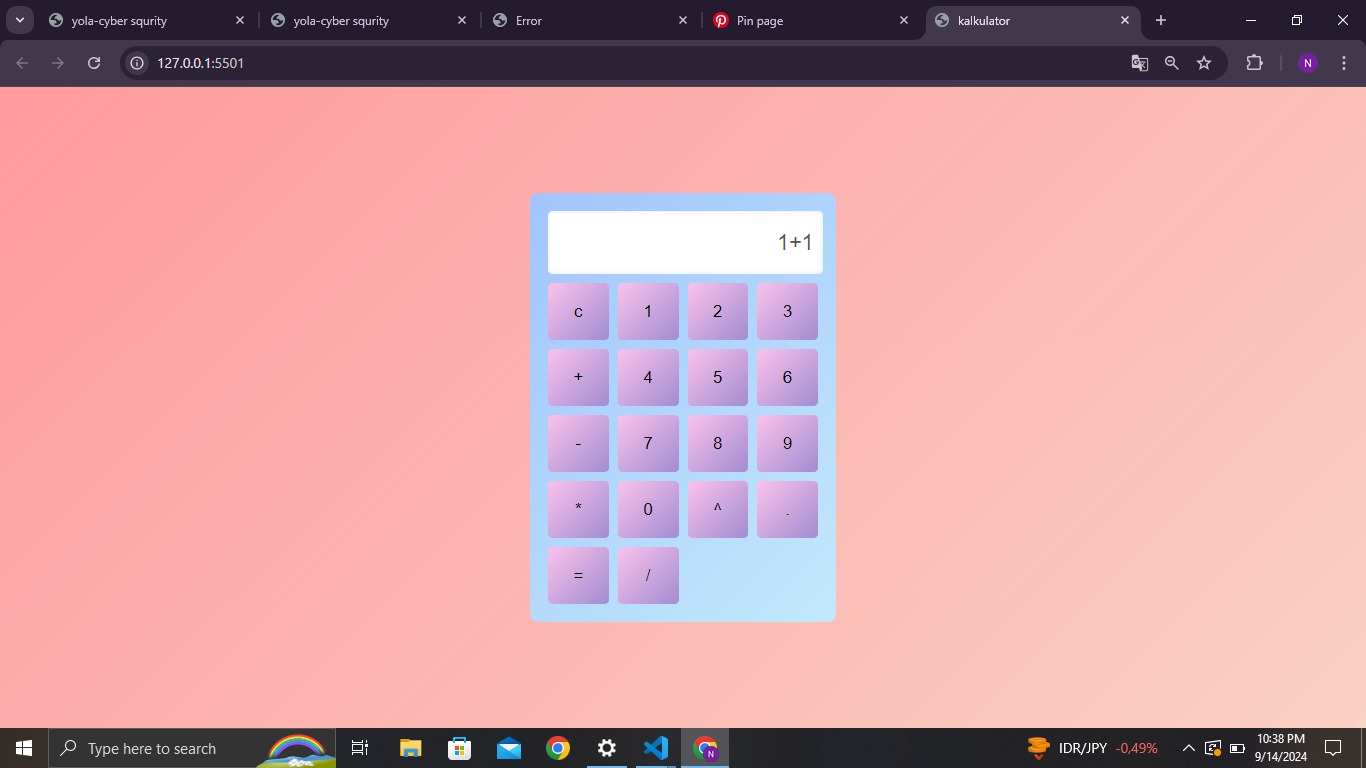 yola-cyber squrity
yola-cyber squrity
Error
Pin page
kalkulator
127.0.0.1:5501
N
1+1
c 1 2 3
+ 4 5 6
- 7 8 9
* 0 ^ .
= /
Type here to search
N
IDR/JPY -0,49%
10:38 PM
9/14/2024